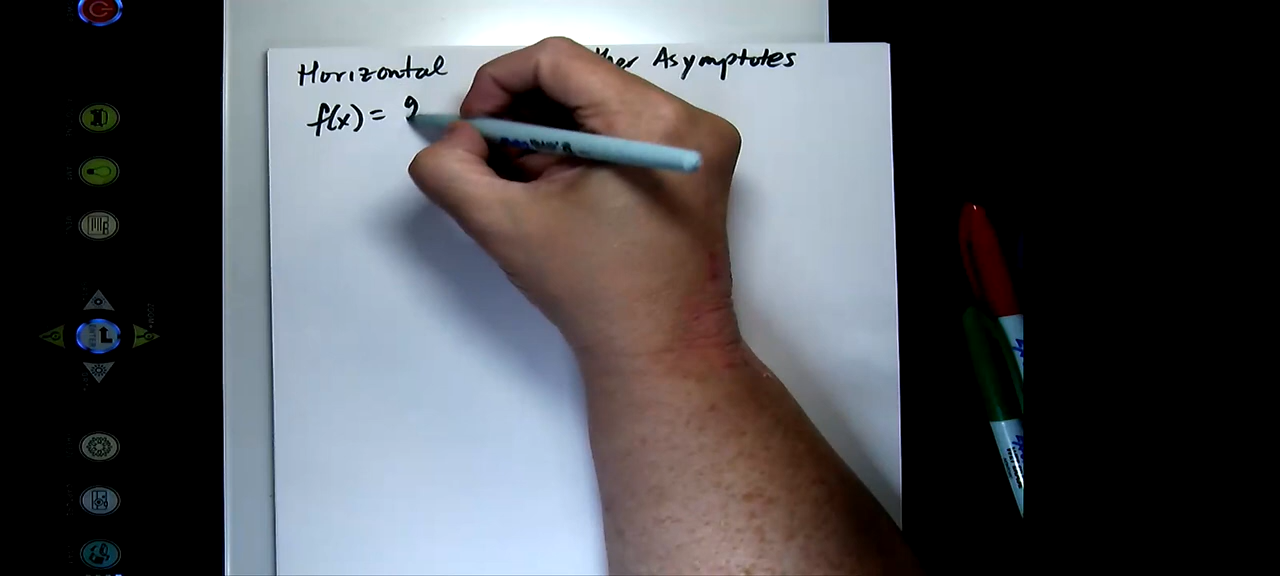 Horizontal Asymptotes
f(x) = 9